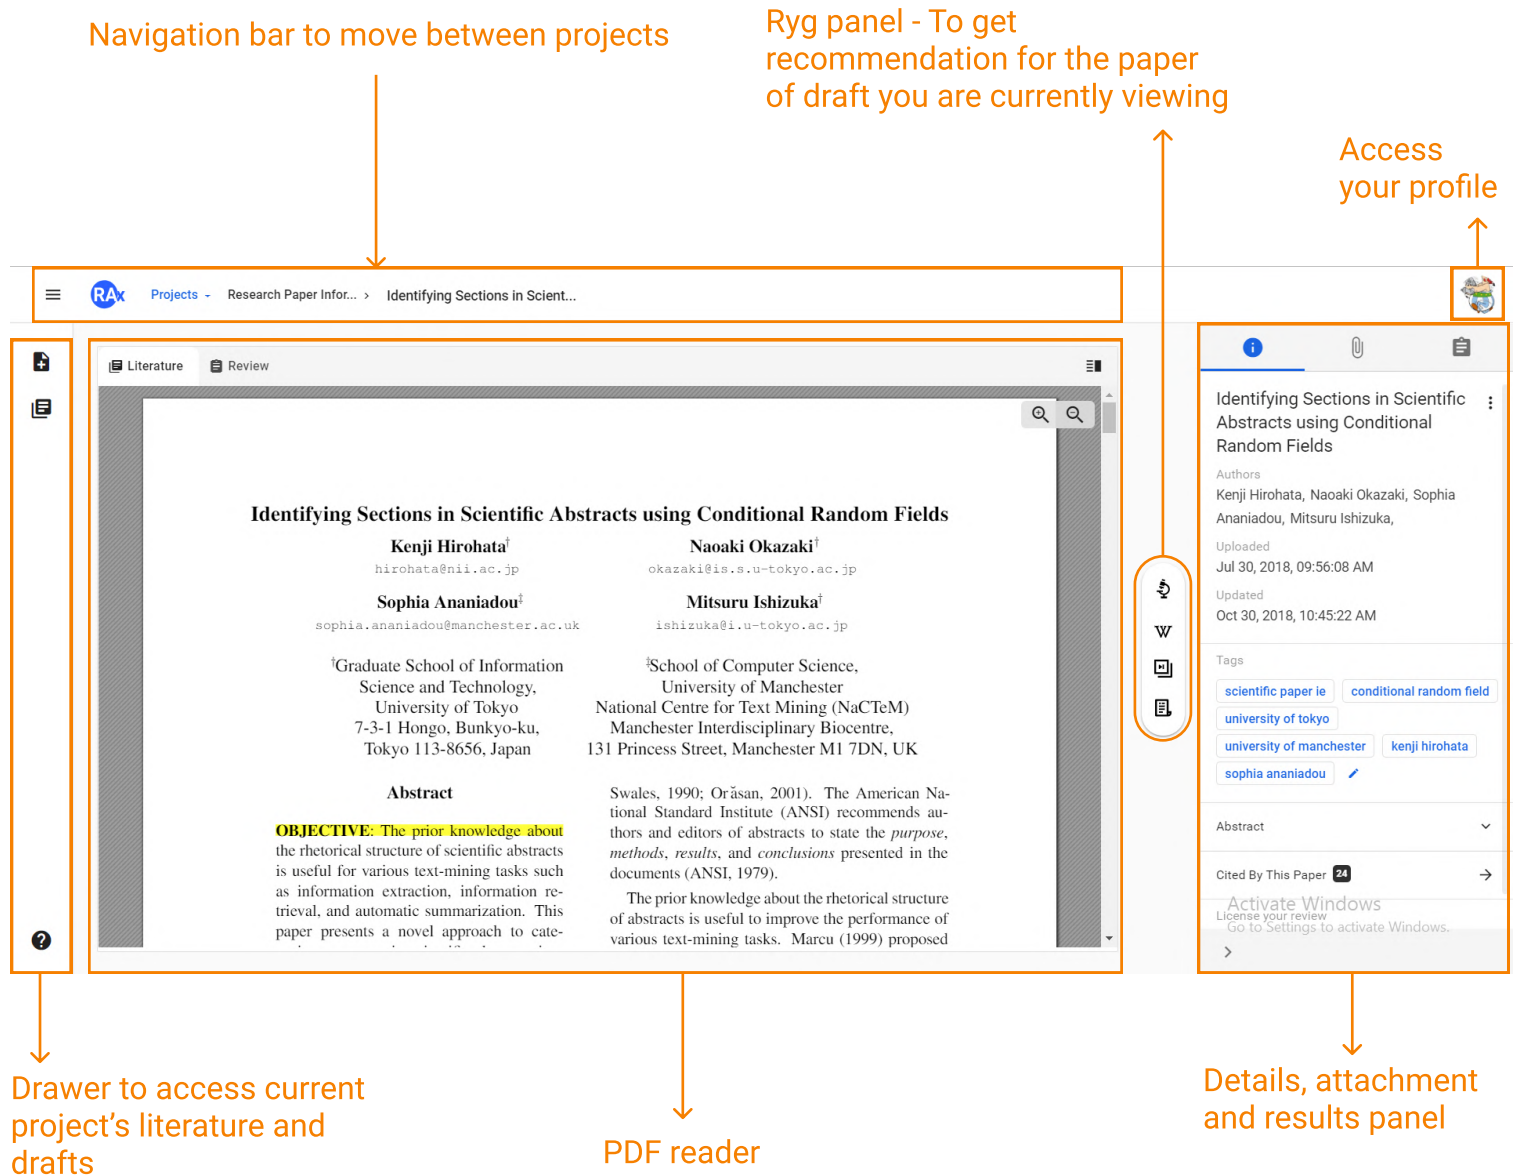 Navigation bar to move between projects
Ryg panel - To get
recommendation for the paper
of draft you are currently viewing
Access
your profile
RAx
Projects
Research Paper Infor... >
Identifying Sections in Scient...
Literature
Review
Identifying Sections in Scientific Abstracts using Conditional Random Fields
Kenji Hirohata†
hirohata@nii.ac.jp
Naoaki Okazaki†
okazaki@is.s.u-tokyo.ac.jp
Sophia Ananiadou‡
sophia.ananiadou@manchester.ac.uk
Mitsuru Ishizuka†
ishizuka@i.u-tokyo.ac.jp
†Graduate School of Information
Science and Technology,
University of Tokyo
7-3-1 Hongo, Bunkyo-ku,
Tokyo 113-8656, Japan
‡School of Computer Science,
University of Manchester
National Centre for Text Mining (NaCTeM)
Manchester Interdisciplinary Biocentre,
131 Princess Street, Manchester M1 7DN, UK
Abstract
OBJECTIVE: The prior knowledge about
the rhetorical structure of scientific abstracts
is useful for various text-mining tasks such
as information extraction, information re-
trieval, and automatic summarization. This
paper presents a novel approach to cate-
Swales, 1990; Orăsan, 2001). The American Na-
tional Standard Institute (ANSI) recommends au-
thors and editors of abstracts to state the purpose,
methods, results, and conclusions presented in the
documents (ANSI, 1979).
The prior knowledge about the rhetorical structure
of abstracts is useful to improve the performance of
various text-mining tasks. Marcu (1999) proposed
W
Identifying Sections in Scientific
Abstracts using Conditional
Random Fields
Authors
Kenji Hirohata, Naoaki Okazaki, Sophia
Ananiadou, Mitsuru Ishizuka,
Uploaded
Jul 30, 2018, 09:56:08 AM
Updated
Oct 30, 2018, 10:45:22 AM
Tags
scientific paper ie
conditional random field
university of tokyo
university of manchester
kenji hirohata
sophia ananiadou
Abstract
Cited By This Paper 24
Activate Windows
License your review
Go to Settings to activate Windows.
Drawer to access current
project’s literature and
drafts
PDF reader
Details, attachment
and results panel